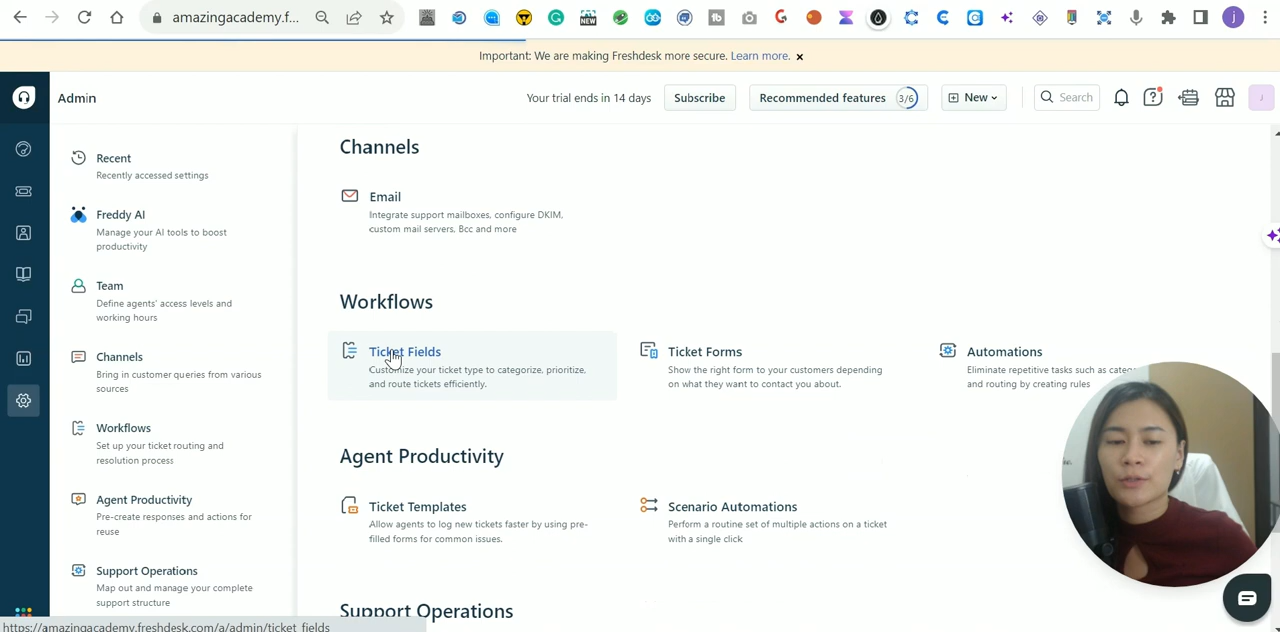 amazingacademy.f...
NEW
tb
j
Important: We are making Freshdesk more secure. Learn more. ×
Admin
Your trial ends in 14 days
Subscribe
Recommended features 3/6
New
Search
J
Recent
Recently accessed settings
Freddy AI
Manage your AI tools to boost
productivity
Team
Define agents' access levels and
working hours
Channels
Bring in customer queries from various
sources
Workflows
Set up your ticket routing and
resolution process
Agent Productivity
Pre-create responses and actions for
reuse
Support Operations
Map out and manage your complete
support structure
Channels
Email
Integrate support mailboxes, configure DKIM,
custom mail servers, Bcc and more
Workflows
Ticket Fields
Customize your ticket type to categorize, prioritize,
and route tickets efficiently.
Ticket Forms
Show the right form to your customers depending
on what they want to contact you about.
Automations
Eliminate repetitive tasks such as categ
and routing by creating rules
Agent Productivity
Ticket Templates
Allow agents to log new tickets faster by using pre-
filled forms for common issues.
Scenario Automations
Perform a routine set of multiple actions on a ticket
with a single click
Support Operations
https://amazingacademy.freshdesk.com/a/admin/ticket_fields